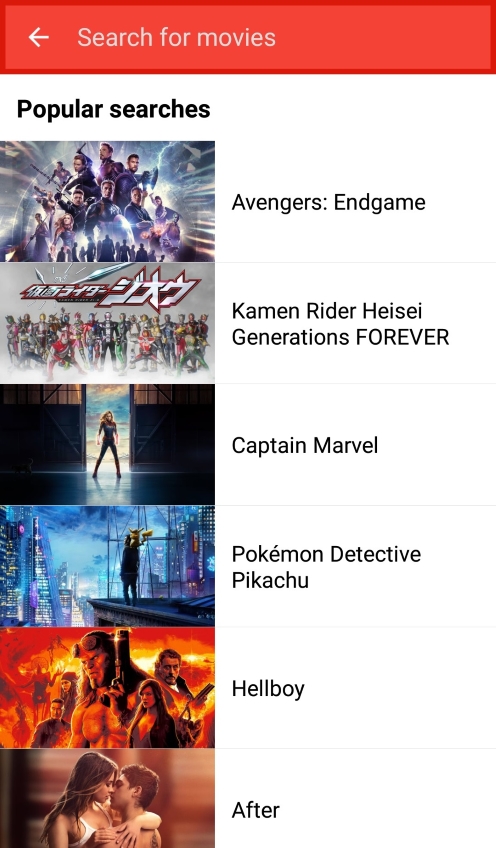 Search for movies
Popular searches
Avengers: Endgame
仮面ライダージオウ
Kamen Rider Heisei
Generations FOREVER
Captain Marvel
Pokémon Detective
Pikachu
Hellboy
After